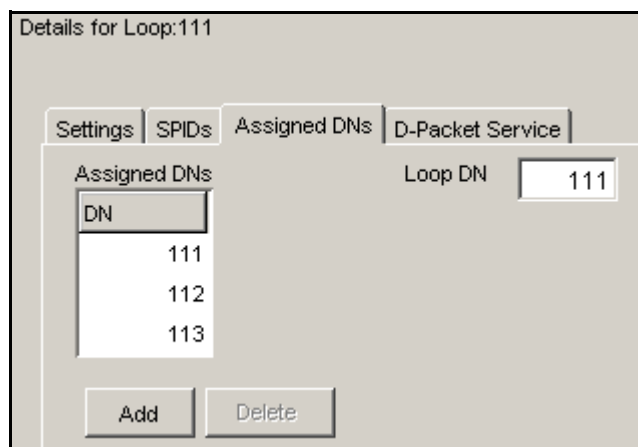 Details for Loop:111
Settings SPIDs Assigned DNs D-Packet Service
Assigned DNs Loop DN 111
DN
111
112
113
Add Delete